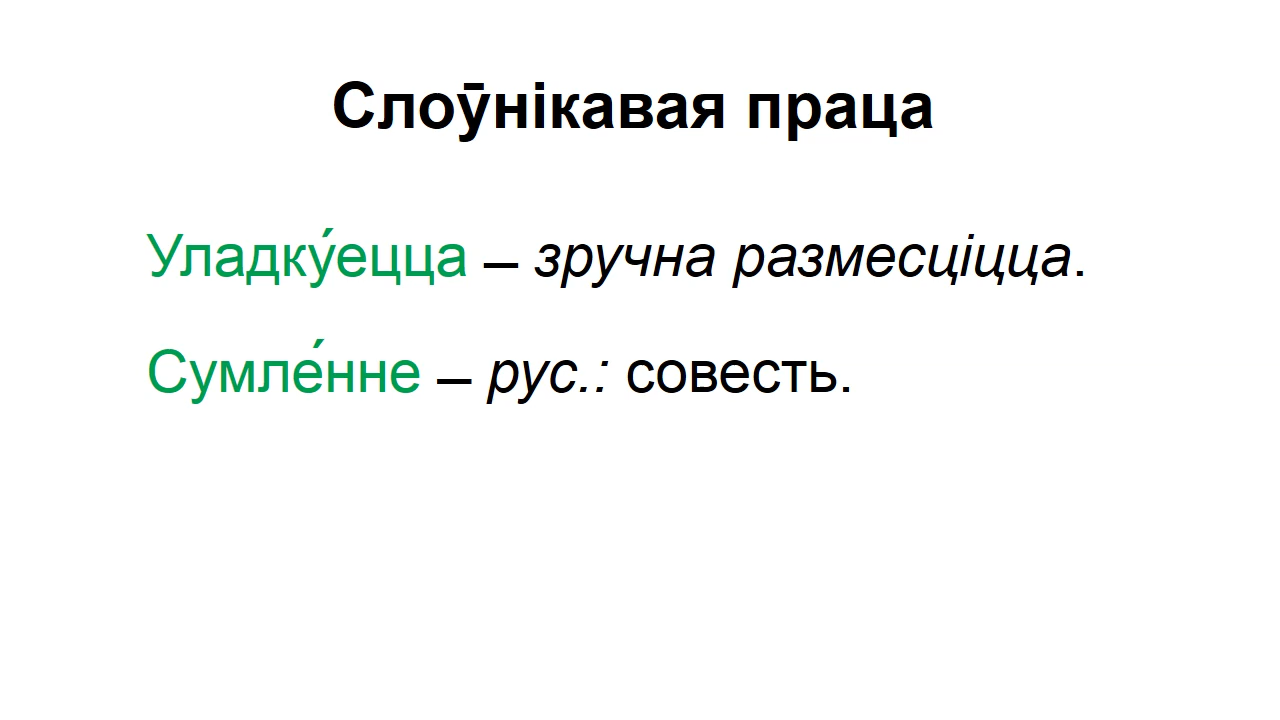 Слоўнікавая праца
Уладку́ецца – зручна размесціцца.
Сумле́нне – рус.: совесть.